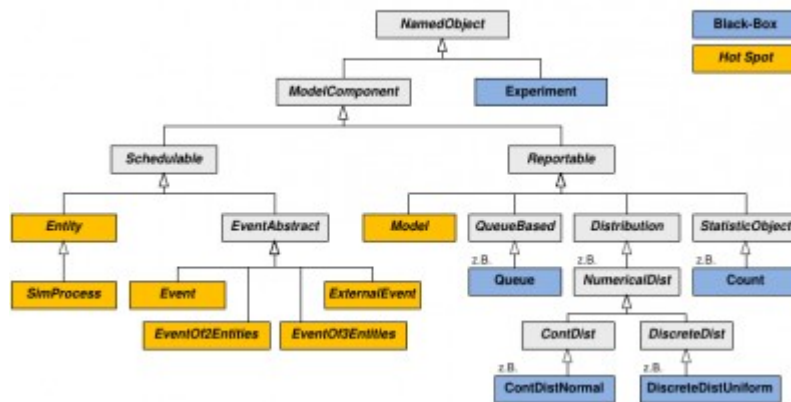 NamedObject
Black-Box
Hot Spot
ModelComponent
Experiment
Schedulable
Reportable
Entity
EventAbstract
Model
QueueBased
Distribution
StatisticObject
z.B.
z.B.
z.B.
SimProcess
Event
ExternalEvent
Queue
NumericalDist
Count
EventOf2Entities
EventOf3Entities
ContDist
DiscreteDist
z.B.
z.B.
ContDistNormal
DiscreteDistUniform